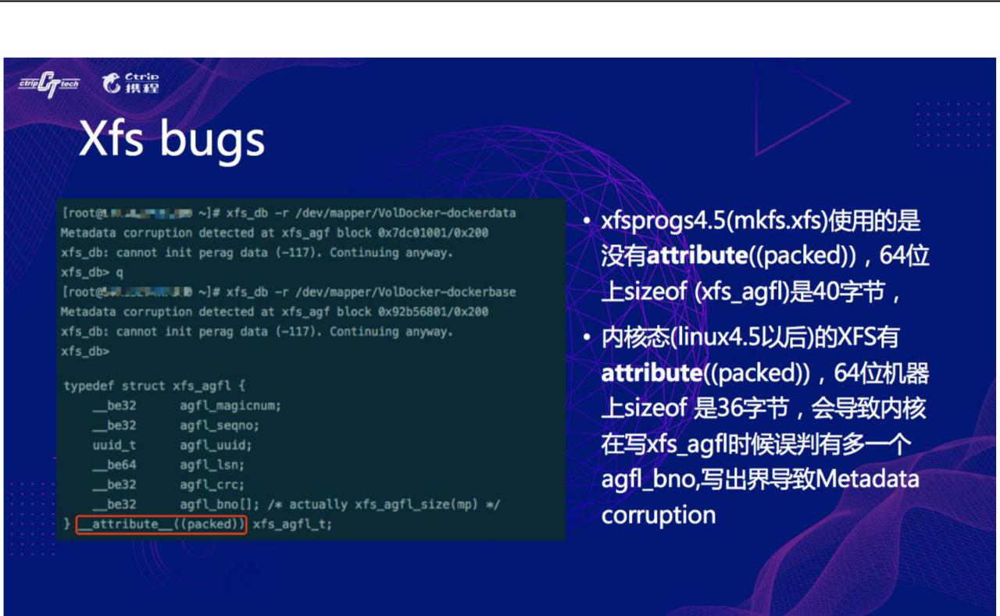 ctrip tech
Ctrip
携程
Xfs bugs
[root@ ~]# xfs_db -r /dev/mapper/VolDocker-dockerdata
Metadata corruption detected at xfs_agf block 0x7dc01001/0x200
xfs_db: cannot init perag data (-117). Continuing anyway.
xfs_db> q
[root@ ~]# xfs_db -r /dev/mapper/VolDocker-dockerbase
Metadata corruption detected at xfs_agf block 0x92b56801/0x200
xfs_db: cannot init perag data (-117). Continuing anyway.
xfs_db>
typedef struct xfs_agfl {
__be32 agfl_magicnum;
__be32 agfl_seqno;
uuid_t agfl_uuid;
__be64 agfl_lsn;
__be32 agfl_crc;
__be32 agfl_bno[]; /* actually xfs_agfl_size(mp) */
} __attribute__((packed)) xfs_agfl_t;
• xfsprogs4.5(mkfs.xfs)使用的是
没有attribute((packed))，64位
上sizeof (xfs_agfl)是40字节，
• 内核态(linux4.5以后)的XFS有
attribute((packed))，64位机器
上sizeof 是36字节，会导致内核
在写xfs_agfl时候误判有多一个
agfl_bno,写出界导致Metadata
corruption